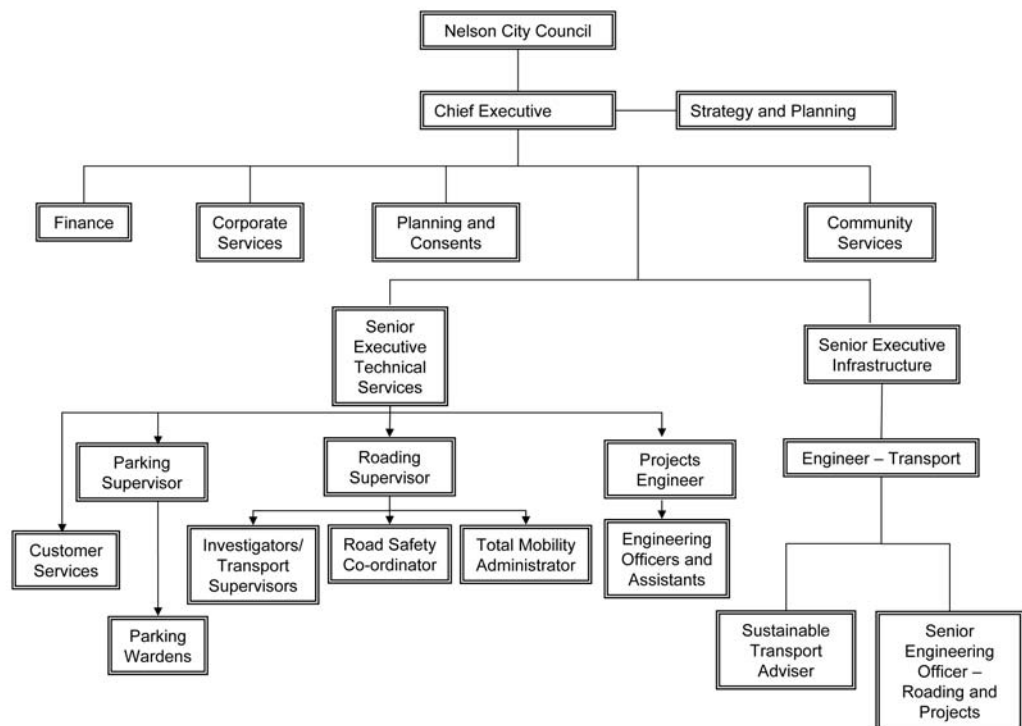 Nelson City Council
Chief Executive
Strategy and Planning
Finance
Corporate
Services
Planning and
Consents
Community
Services
Senior
Executive
Technical
Services
Senior Executive
Infrastructure
Parking
Supervisor
Roading
Supervisor
Projects
Engineer
Engineer – Transport
Customer
Services
Investigators/
Transport
Supervisors
Road Safety
Co-ordinator
Total Mobility
Administrator
Engineering
Officers and
Assistants
Parking
Wardens
Sustainable
Transport
Adviser
Senior
Engineering
Officer –
Roading and
Projects